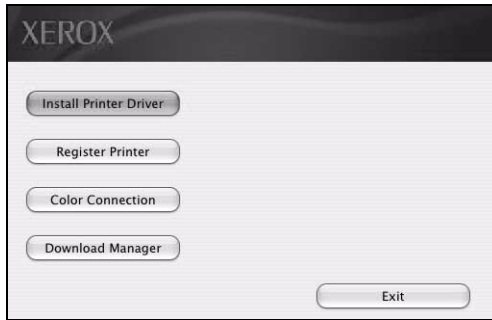 XEROX
Install Printer Driver
Register Printer
Color Connection
Download Manager
Exit